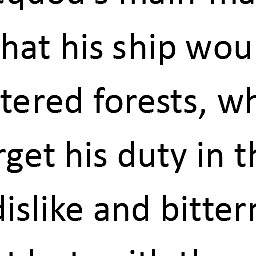 hat his ship wou
tered forests, wh
rget his duty in th
dislike and bittern